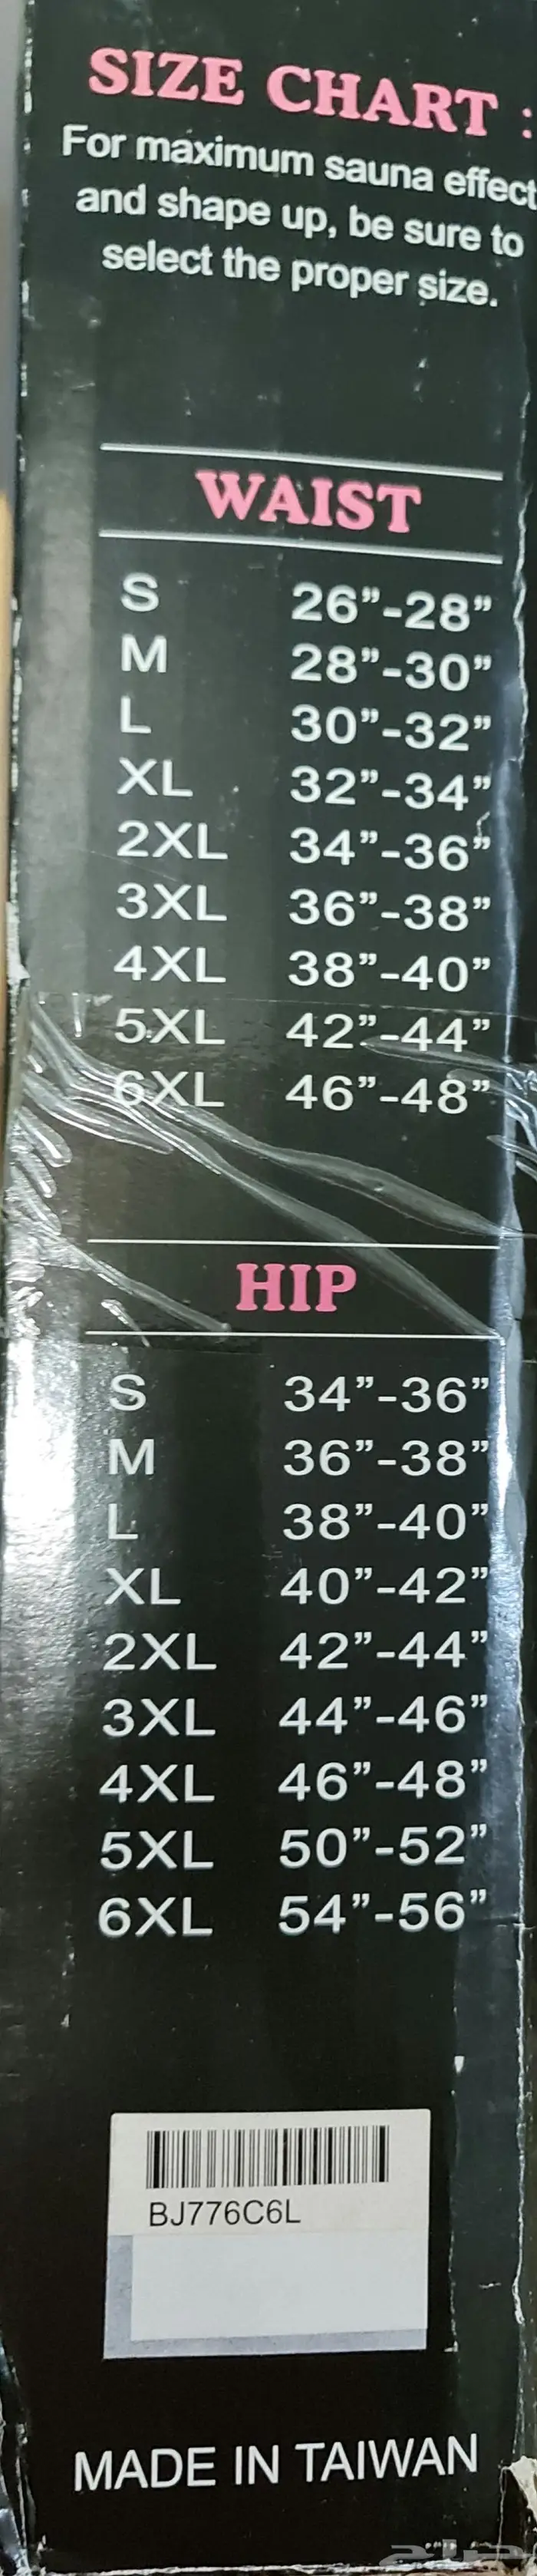 SIZE CHART :
For maximum sauna effect
and shape up, be sure to
select the proper size.
WAIST
S 26”-28”
M 28”-30”
L 30”-32”
XL 32”-34”
2XL 34”-36”
3XL 36”-38”
4XL 38”-40”
5XL 42”-44”
6XL 46”-48”
HIP
S 34”-36”
M 36”-38”
L 38”-40”
XL 40”-42”
2XL 42”-44”
3XL 44”-46”
4XL 46”-48”
5XL 50”-52”
6XL 54”-56”
BJ776C6L
MADE IN TAIWAN